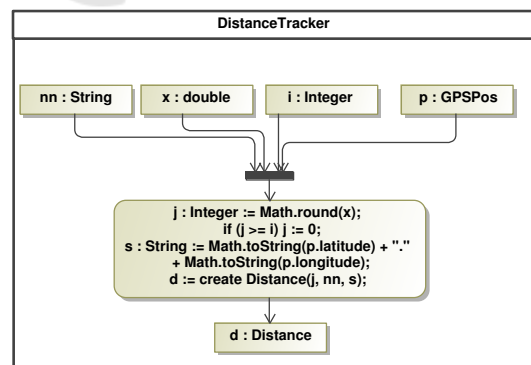 DistanceTracker
nn : String
x : double
i : Integer
p : GPSPos
j : Integer := Math.round(x);
if (j >= i) j := 0;
s : String := Math.toString(p.latitude) + "."
+ Math.toString(p.longitude);
d := create Distance(j, nn, s);
d : Distance